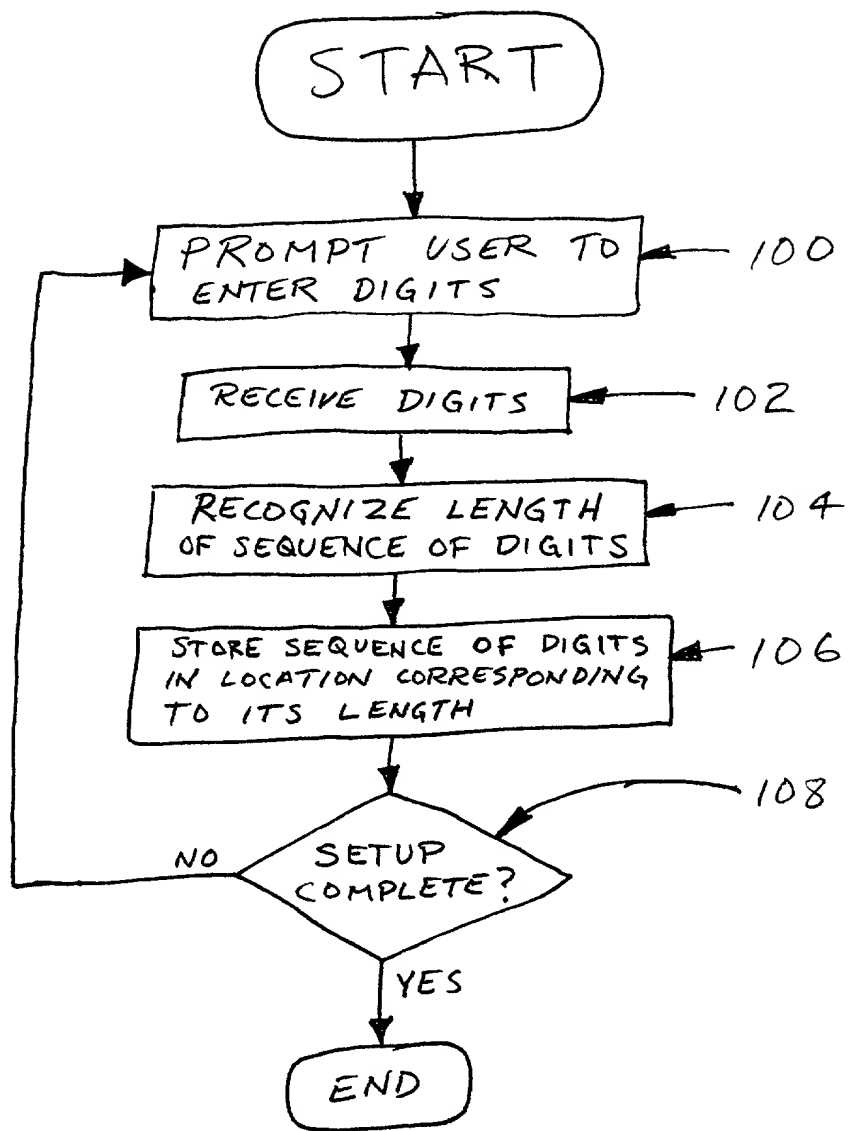 START
PROMPT USER TO
ENTER DIGITS
100
RECEIVE DIGITS
102
RECOGNIZE LENGTH
OF SEQUENCE OF DIGITS
104
STORE SEQUENCE OF DIGITS
IN LOCATION CORRESPONDING
TO ITS LENGTH
106
108
SETUP
COMPLETE?
NO
YES
END